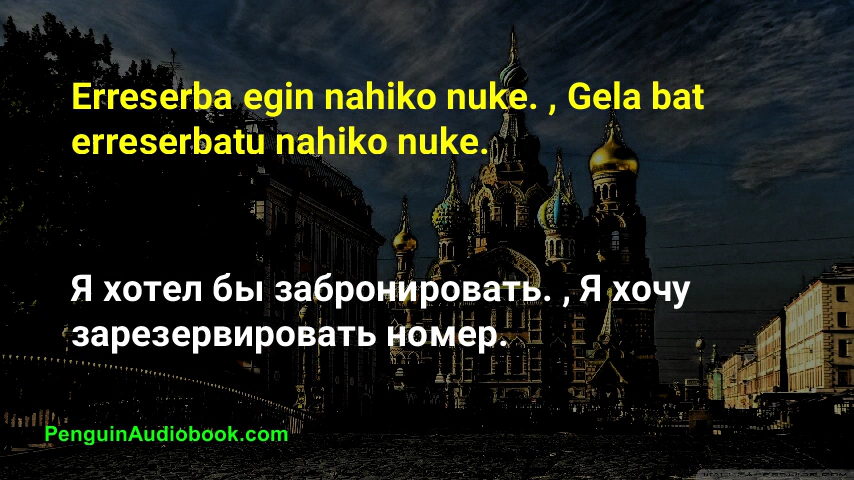 Erreserba egin nahiko nuke. , Gela bat
erreserbatu nahiko nuke.
Я хотел бы забронировать. , Я хочу
зарезервировать номер.
PenguinAudiobook.com